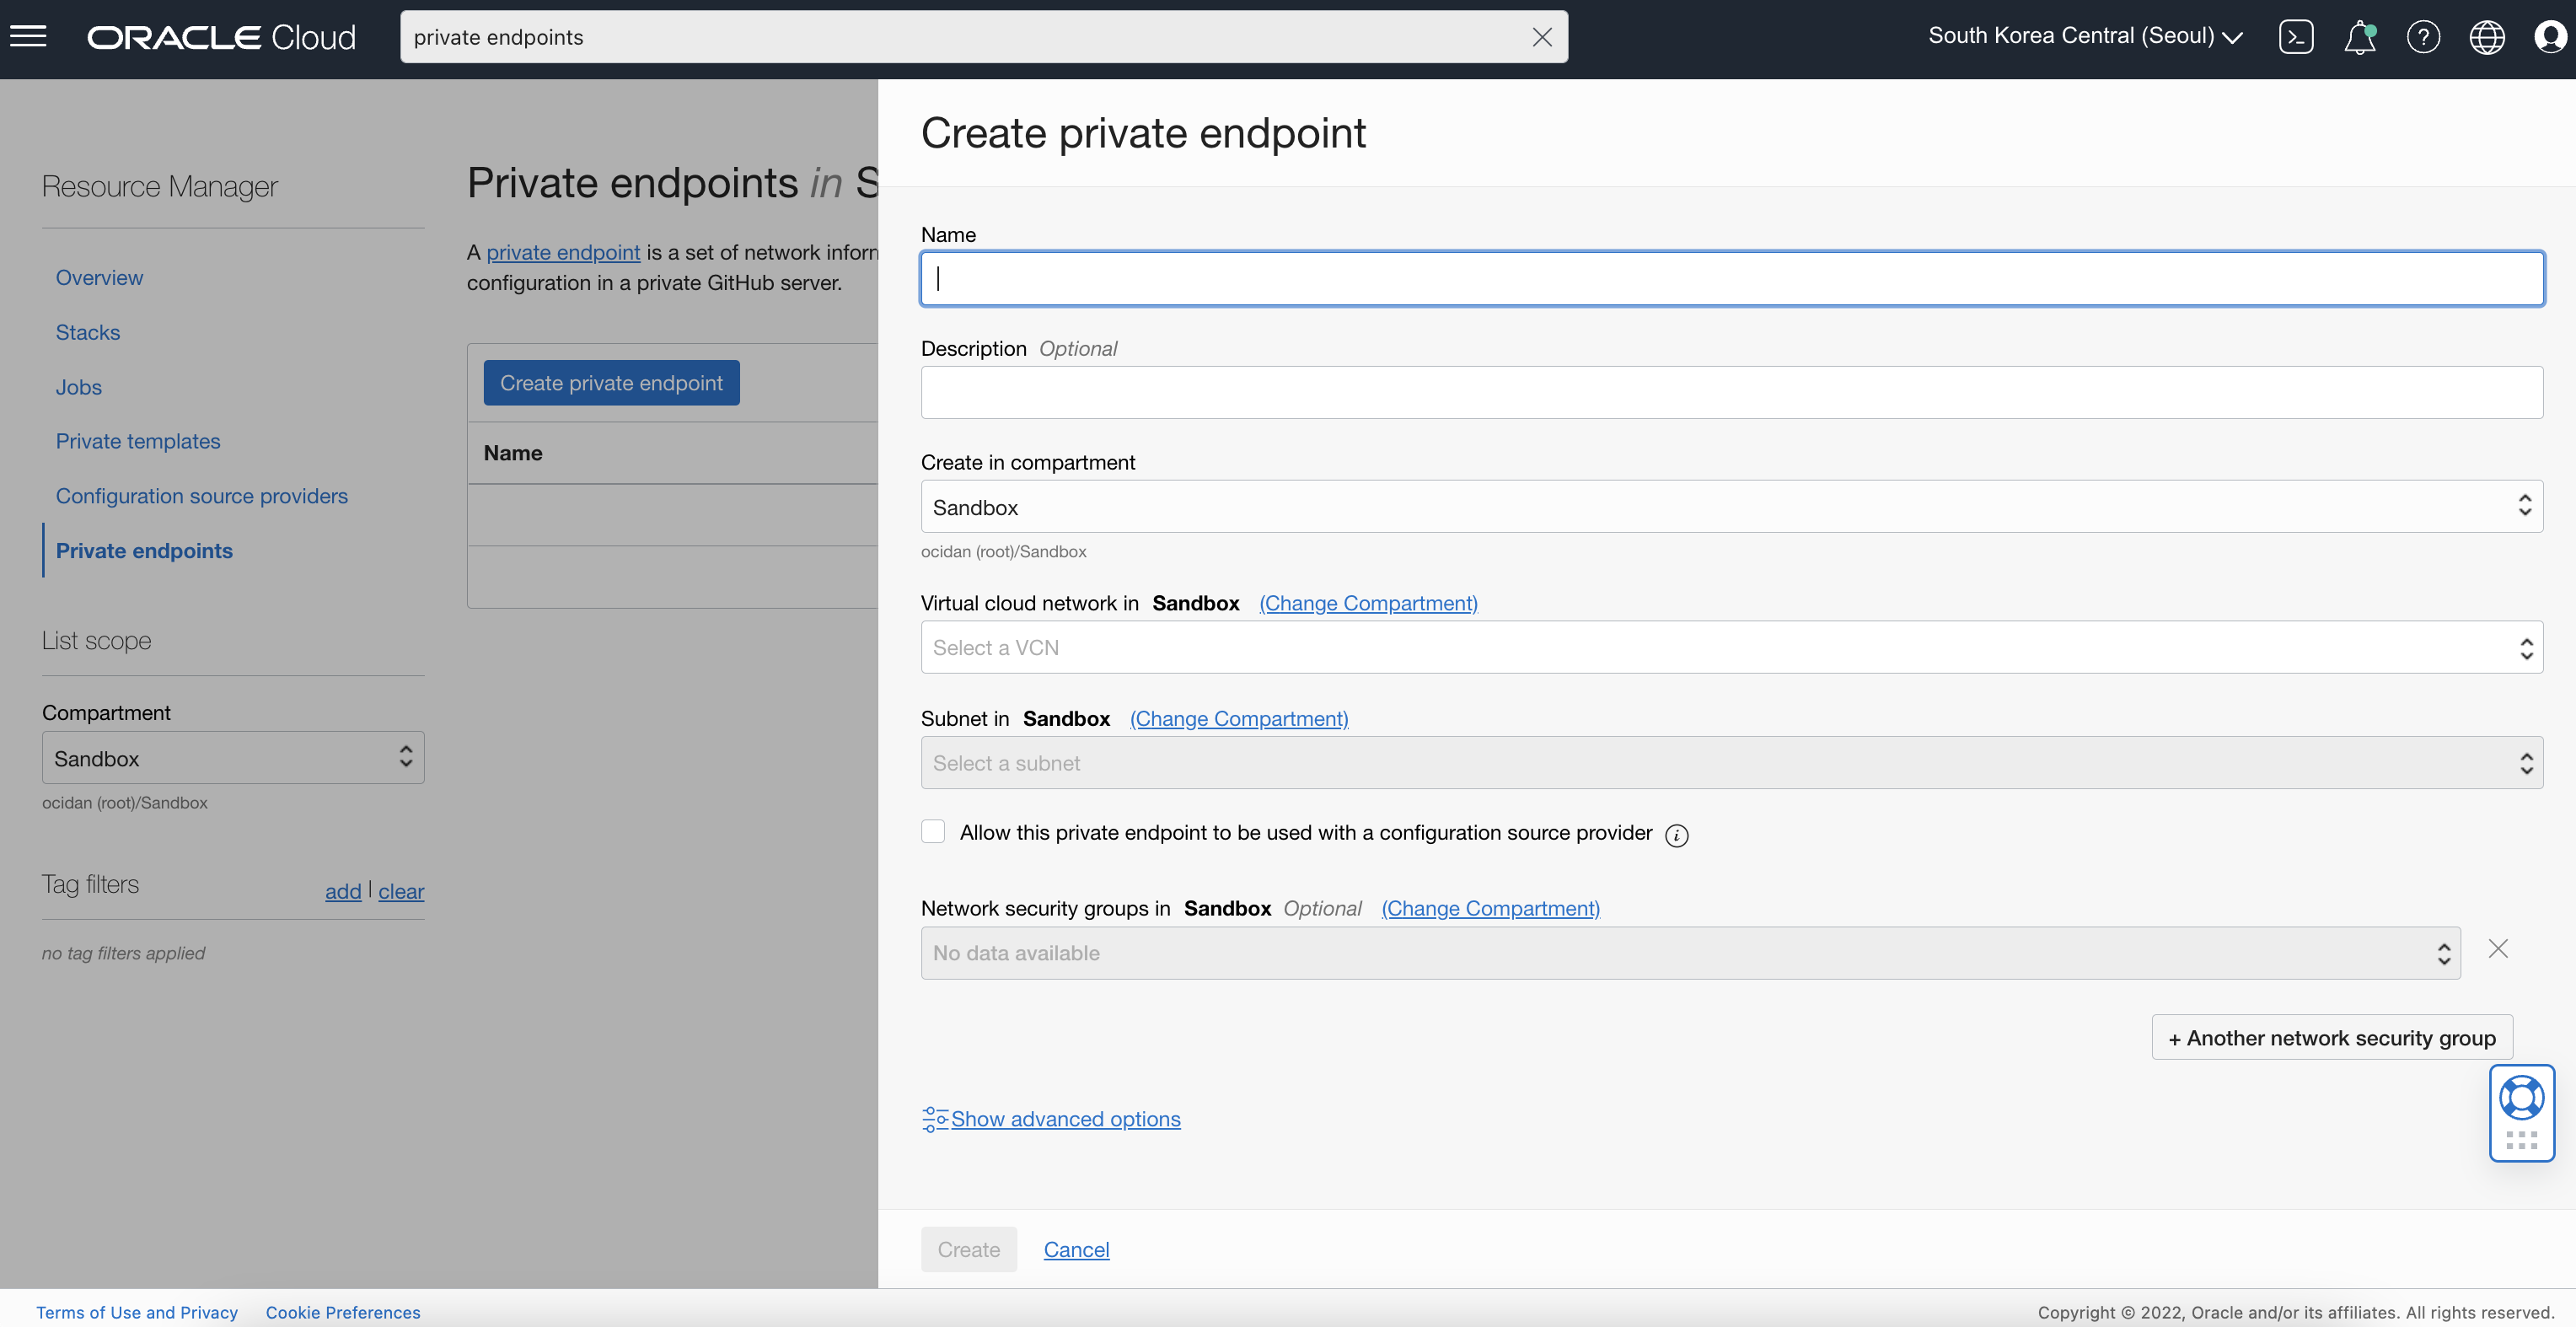 ORACLE Cloud
private endpoints
South Korea Central (Seoul)
Resource Manager
Overview
Stacks
Jobs
Private templates
Configuration source providers
Private endpoints
List scope
Compartment
Sandbox
ocidan (root)/Sandbox
Tag filters
add | clear
no tag filters applied
Private endpoints in S
A private endpoint is a set of network inforr
configuration in a private GitHub server.
Create private endpoint
Name
Create private endpoint
Name
Description Optional
Create in compartment
Sandbox
ocidan (root)/Sandbox
Virtual cloud network in Sandbox (Change Compartment)
Select a VCN
Subnet in Sandbox (Change Compartment)
Select a subnet
Allow this private endpoint to be used with a configuration source provider
Network security groups in Sandbox Optional (Change Compartment)
No data available
+ Another network security group
Show advanced options
Create Cancel
Terms of Use and Privacy Cookie Preferences
Copyright © 2022, Oracle and/or its affiliates. All rights reserved.